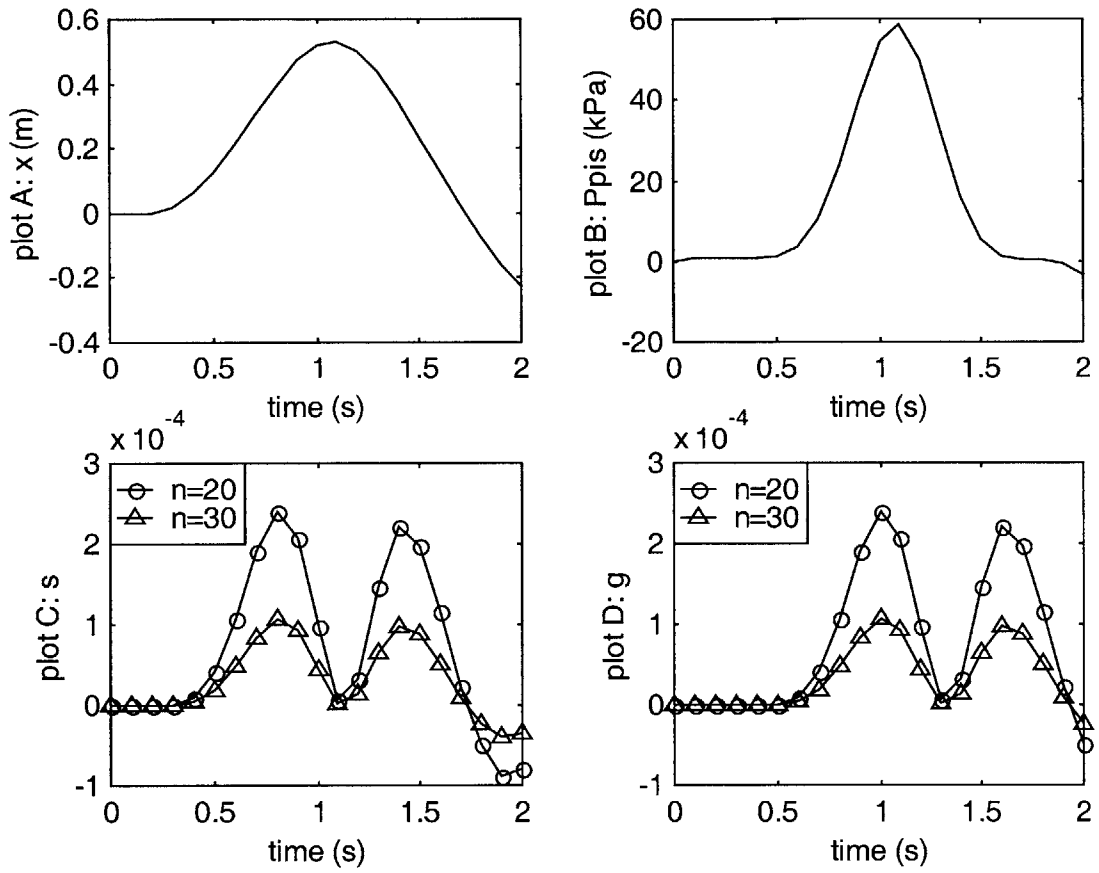 0.6
0.4
0.2
0
-0.2
-0.4
plot A: x (m)
0 0.5 1 1.5 2
time (s)
60
40
20
0
-20
plot B: Ppis (kPa)
0 0.5 1 1.5 2
time (s)
x 10^-4
3
2
1
0
-1
plot C: s
n=20
n=30
0 0.5 1 1.5 2
time (s)
x 10^-4
3
2
1
0
-1
plot D: g
n=20
n=30
0 0.5 1 1.5 2
time (s)